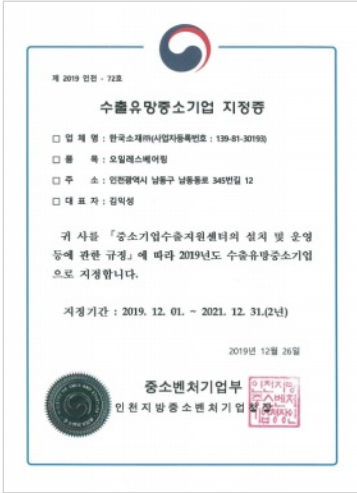 제 2019 인천 - 72호
수출유망중소기업 지정증
□ 업 체 명 : 한국소재㈜(사업자등록번호 : 139-81-30193)
□ 품 목 : 오일레스베어링
□ 주 소 : 인천광역시 남동구 남동동로 345번길 12
□ 대 표 자 : 김익성
귀 사를 「중소기업수출지원센터의 설치 및 운영
등에 관한 규정」에 따라 2019년도 수출유망중소기업
으로 지정합니다.
지정기간 : 2019. 12. 01. ~ 2021. 12. 31.(2년)
2019년 12월 26일
중소벤처기업부
인천지방중소벤처기업청장